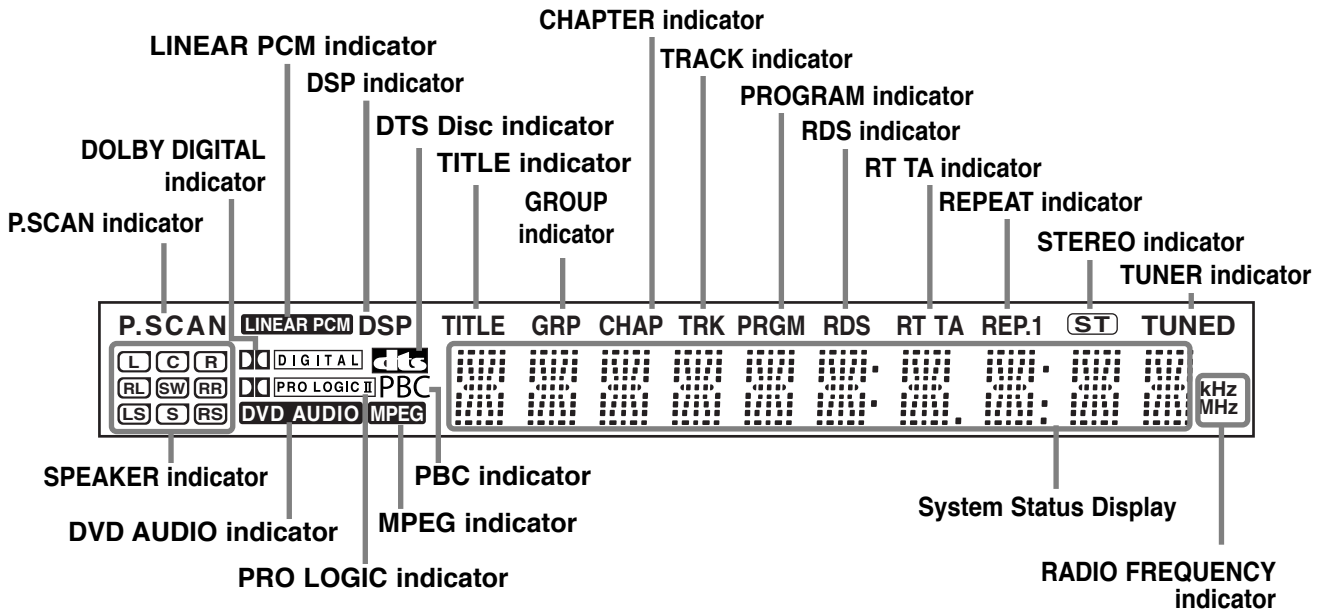 CHAPTER indicator
LINEAR PCM indicator
TRACK indicator
DSP indicator
PROGRAM indicator
DTS Disc indicator
RDS indicator
DOLBY DIGITAL
indicator
TITLE indicator
RT TA indicator
GROUP
indicator
REPEAT indicator
P.SCAN indicator
STEREO indicator
TUNER indicator
P.SCAN LINEAR PCM DSP TITLE GRP CHAP TRK PRGM RDS RT TA REP.1 ST TUNED
L C R DIGITAL dts
RL SW RR PRO LOGIC II PBC
LS S RS DVD AUDIO MPEG
kHz
MHz
SPEAKER indicator
PBC indicator
System Status Display
DVD AUDIO indicator
MPEG indicator
PRO LOGIC indicator
RADIO FREQUENCY
indicator